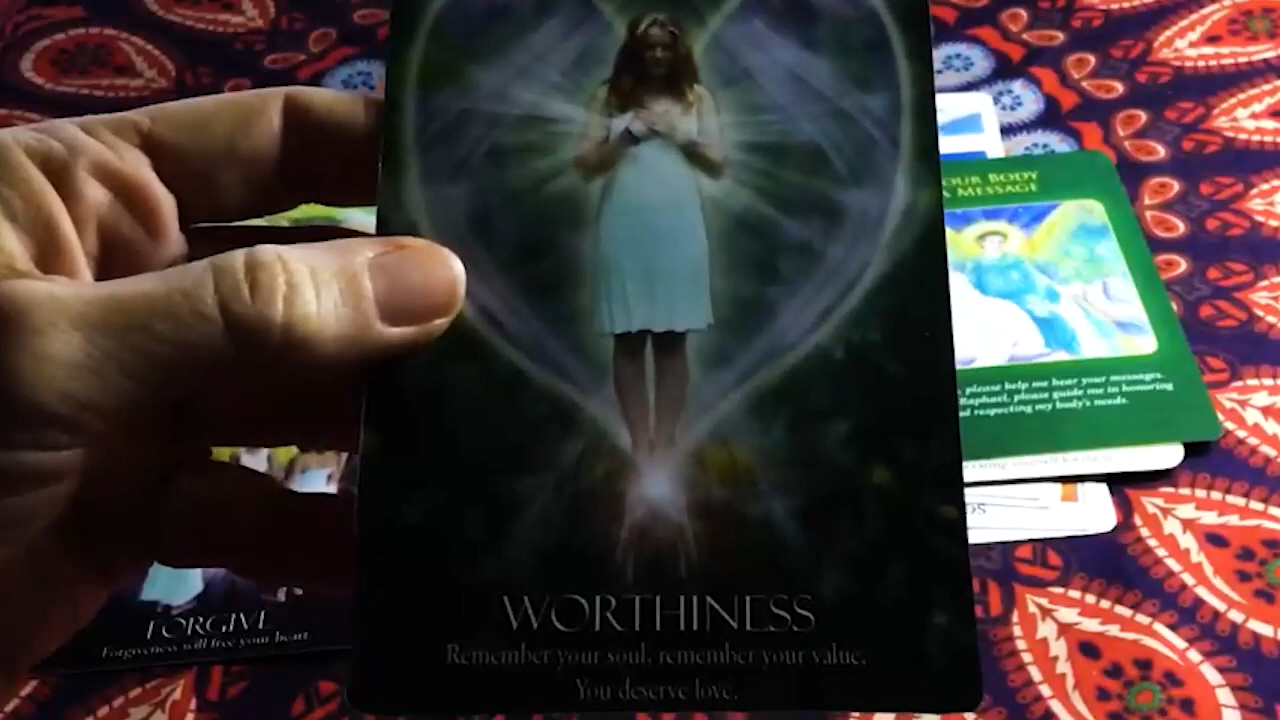 WORTHINESS
Remember your soul, remember your value.
You deserve love.
FORGIVE
Forgiveness will free your heart.
OUR BODY
MESSAGE
please help me hear your messages.
Raphael, please guide me in honoring
respecting my body's needs.